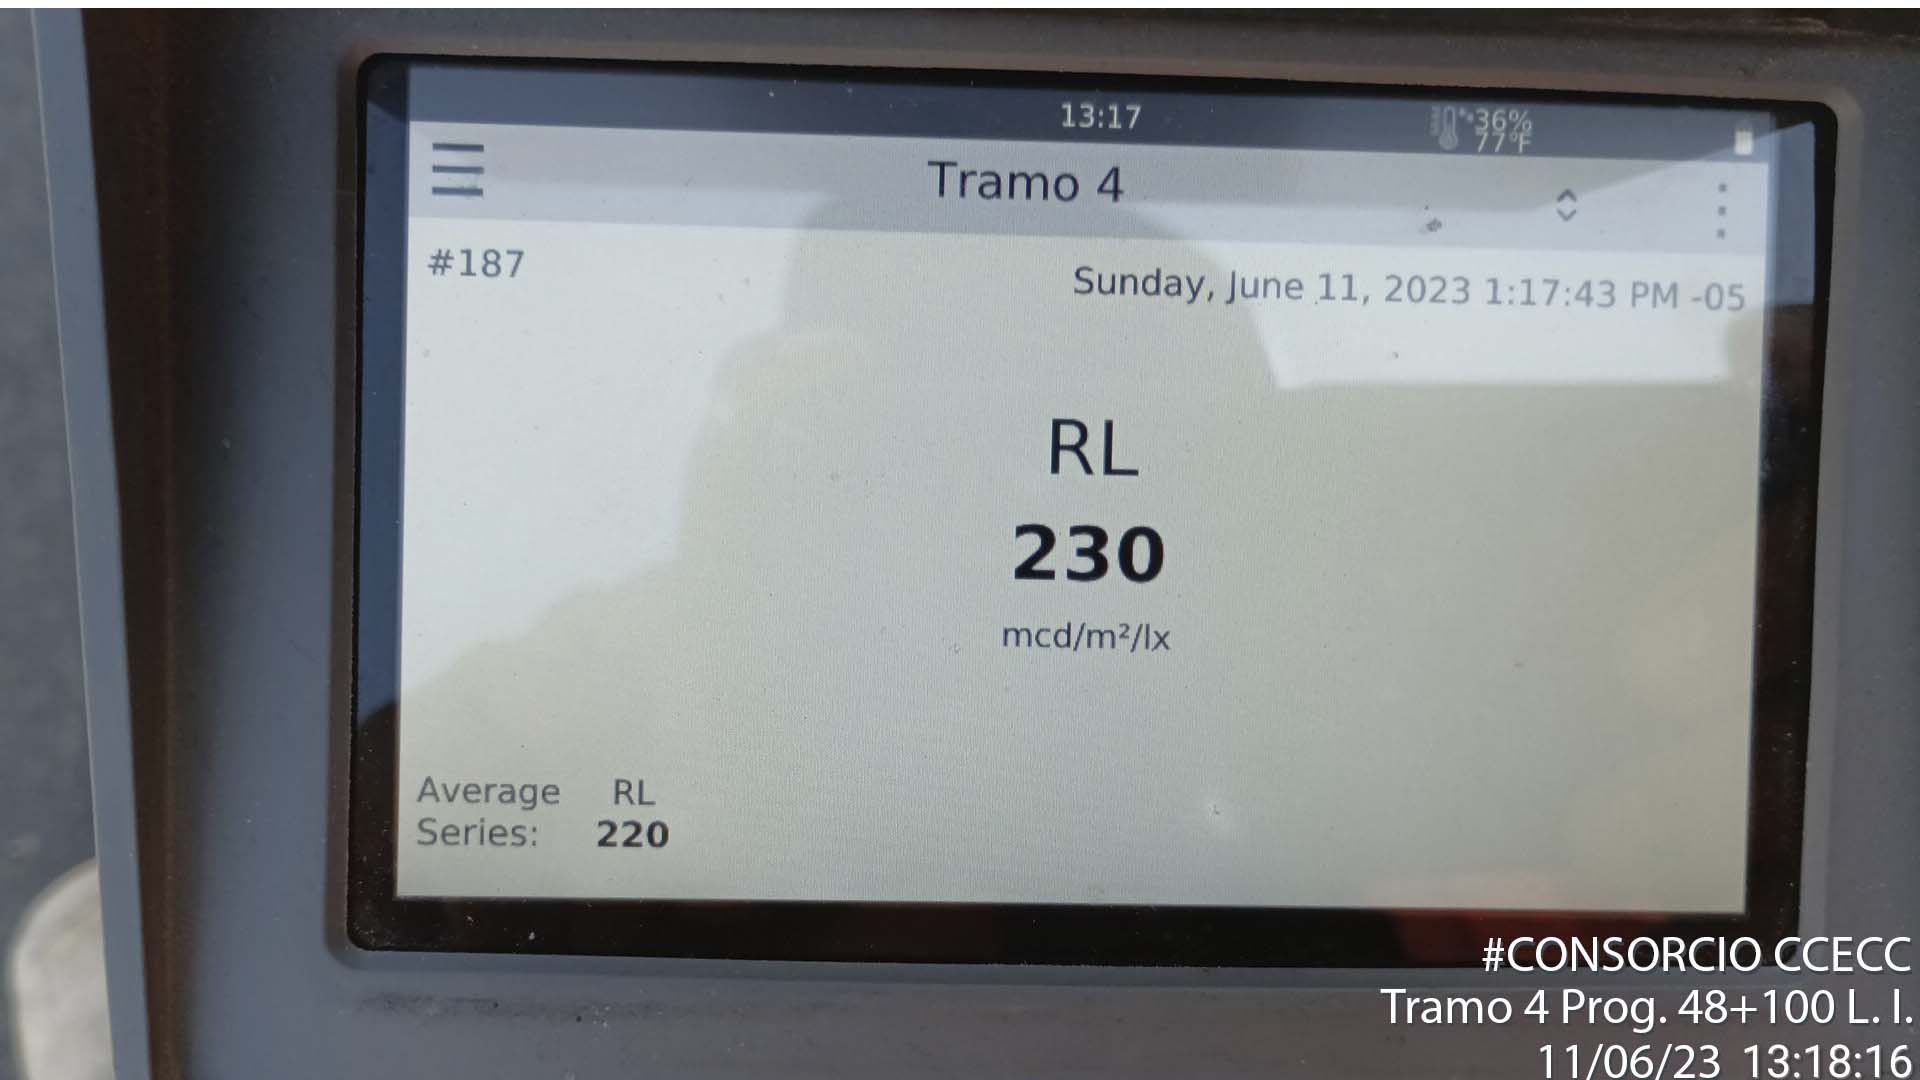 13:17
36%
77°F
Tramo 4
#187
Sunday, June 11, 2023 1:17:43 PM -05
RL
230
mcd/m²/lx
Average RL
Series: 220
#CONSORCIO CCECC
Tramo 4 Prog. 48+100 L. I.
11/06/23 13:18:16